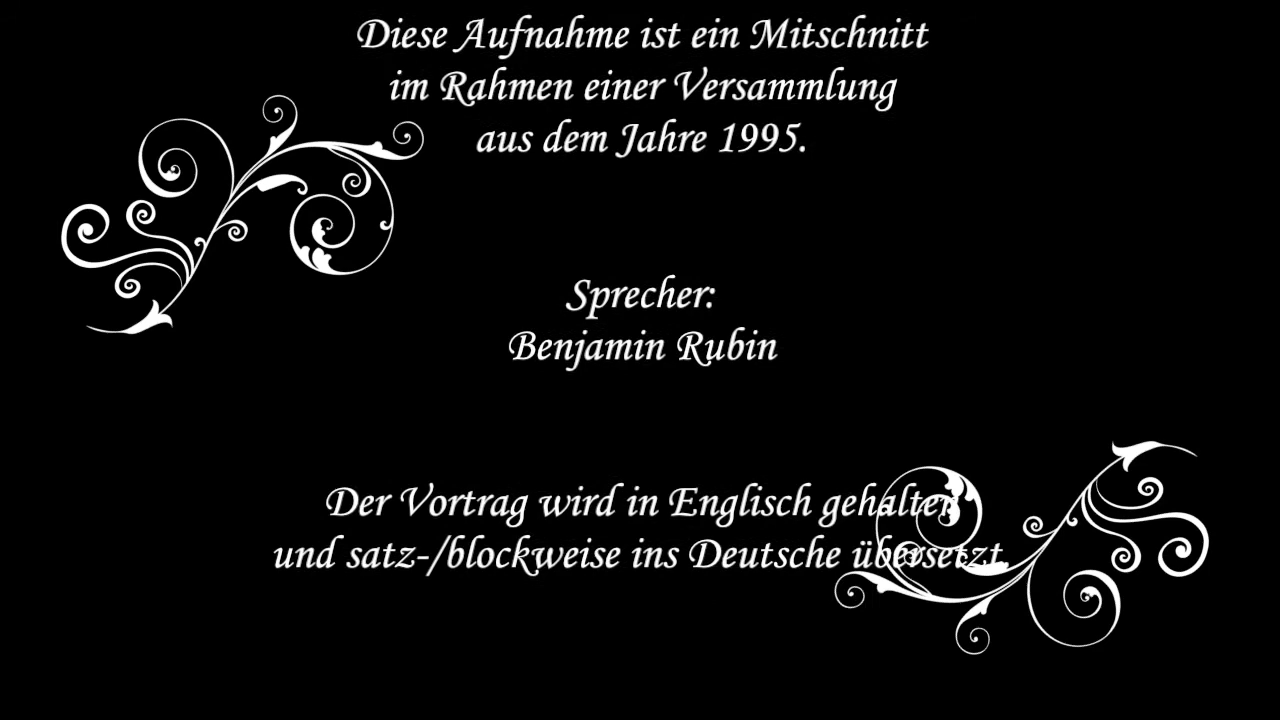 Diese Aufnahme ist ein Mitschnitt
im Rahmen einer Versammlung
aus dem Jahre 1995.
Sprecher:
Benjamin Rubin
Der Vortrag wird in Englisch gehalten
und satz-/blockweise ins Deutsche übersetzt.